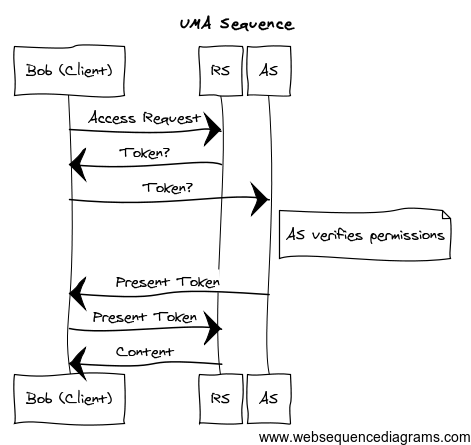 UMA Sequence
Bob (Client) RS AS
Access Request
Token?
Token?
AS verifies permissions
Present Token
Present Token
Content
Bob (Client) RS AS
www.websequencediagrams.com